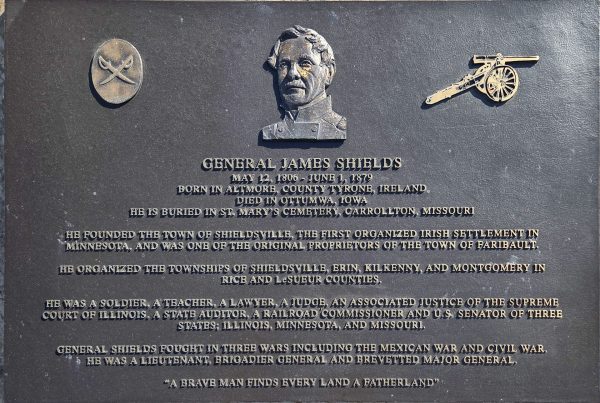 GENERAL JAMES SHIELDS
MAY 12, 1806 - JUNE 1, 1879
BORN IN ALTMORE, COUNTY TYRONE, IRELAND,
DIED IN OTTUMWA, IOWA
HE IS BURIED IN ST. MARY'S CEMETERY, CARROLLTON, MISSOURI
HE FOUNDED THE TOWN OF SHIELDSVILLE, THE FIRST ORGANIZED IRISH SETTLEMENT IN
MINNESOTA, AND WAS ONE OF THE ORIGINAL PROPRIETORS OF THE TOWN OF FARIBAULT.
HE ORGANIZED THE TOWNSHIPS OF SHIELDSVILLE, ERIN, KILKENNY, AND MONTGOMERY IN
RICE AND LeSUEUR COUNTIES.
HE WAS A SOLDIER, A TEACHER, A LAWYER, A JUDGE, AN ASSOCIATED JUSTICE OF THE SUPREME
COURT OF ILLINOIS, A STATE AUDITOR, A RAILROAD COMMISSIONER AND U.S. SENATOR OF THREE
STATES; ILLINOIS, MINNESOTA, AND MISSOURI.
GENERAL SHIELDS FOUGHT IN THREE WARS INCLUDING THE MEXICAN WAR AND CIVIL WAR.
HE WAS A LIEUTENANT, BRIGADIER GENERAL AND BREVETTED MAJOR GENERAL.
"A BRAVE MAN FINDS EVERY LAND A FATHERLAND"